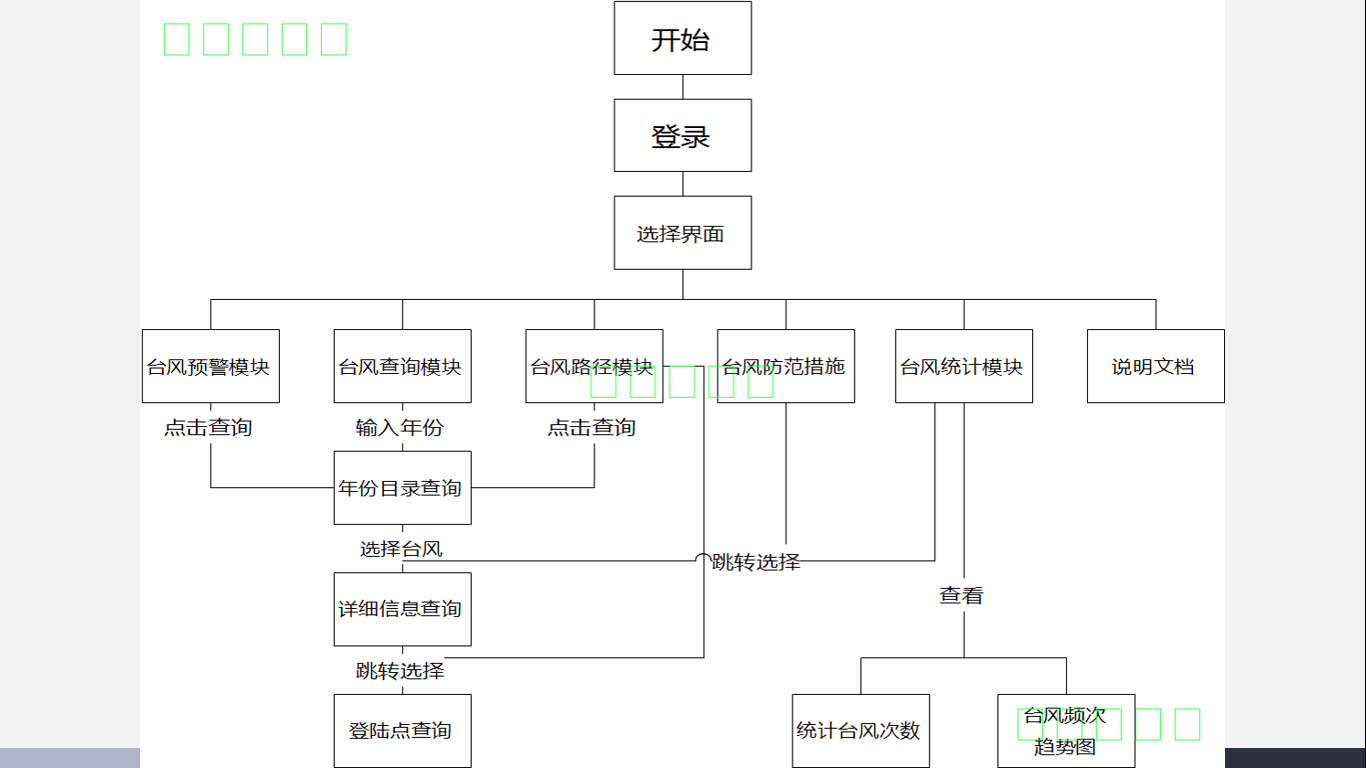 开始
登录
选择界面
台风预警模块
台风查询模块
台风路径模块
台风防范措施
台风统计模块
说明文档
点击查询
输入年份
点击查询
年份目录查询
选择台风
跳转选择
查看
详细信息查询
跳转选择
登陆点查询
统计台风次数
台风频次
趋势图